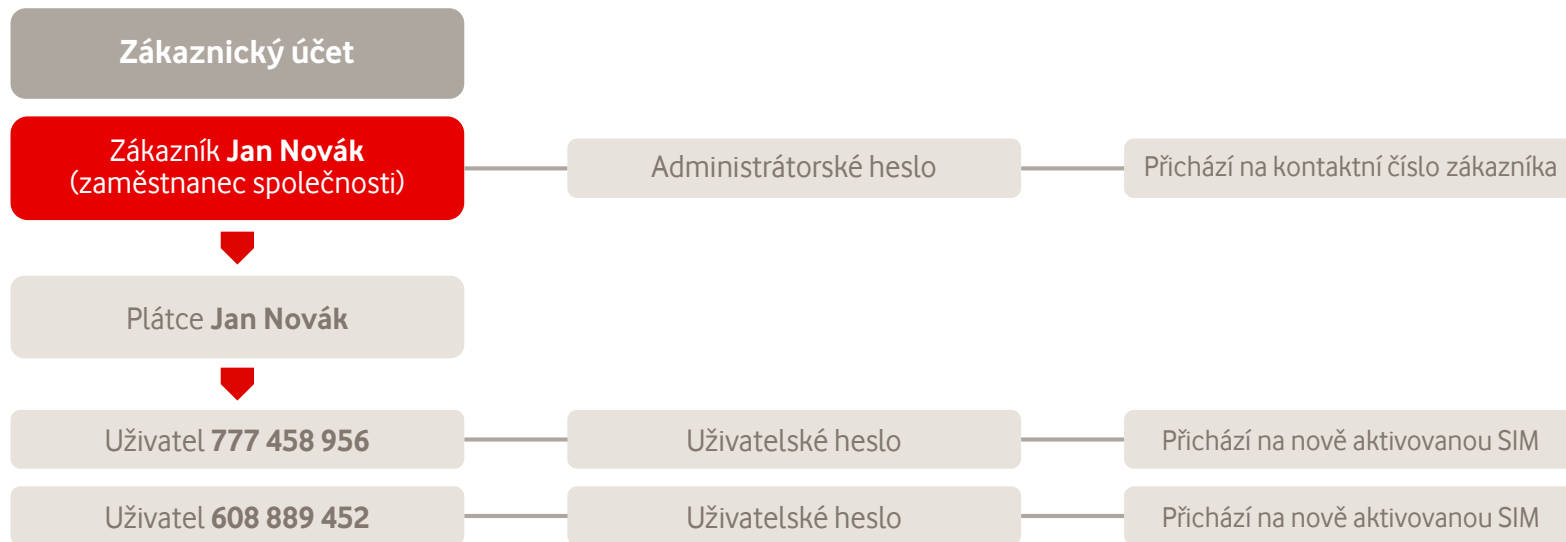 Zákaznický účet
Zákazník Jan Novák
(zaměstnanec společnosti)
Administrátorské heslo
Přichází na kontaktní číslo zákazníka
Plátce Jan Novák
Uživatel 777 458 956
Uživatelské heslo
Přichází na nově aktivovanou SIM
Uživatel 608 889 452
Uživatelské heslo
Přichází na nově aktivovanou SIM